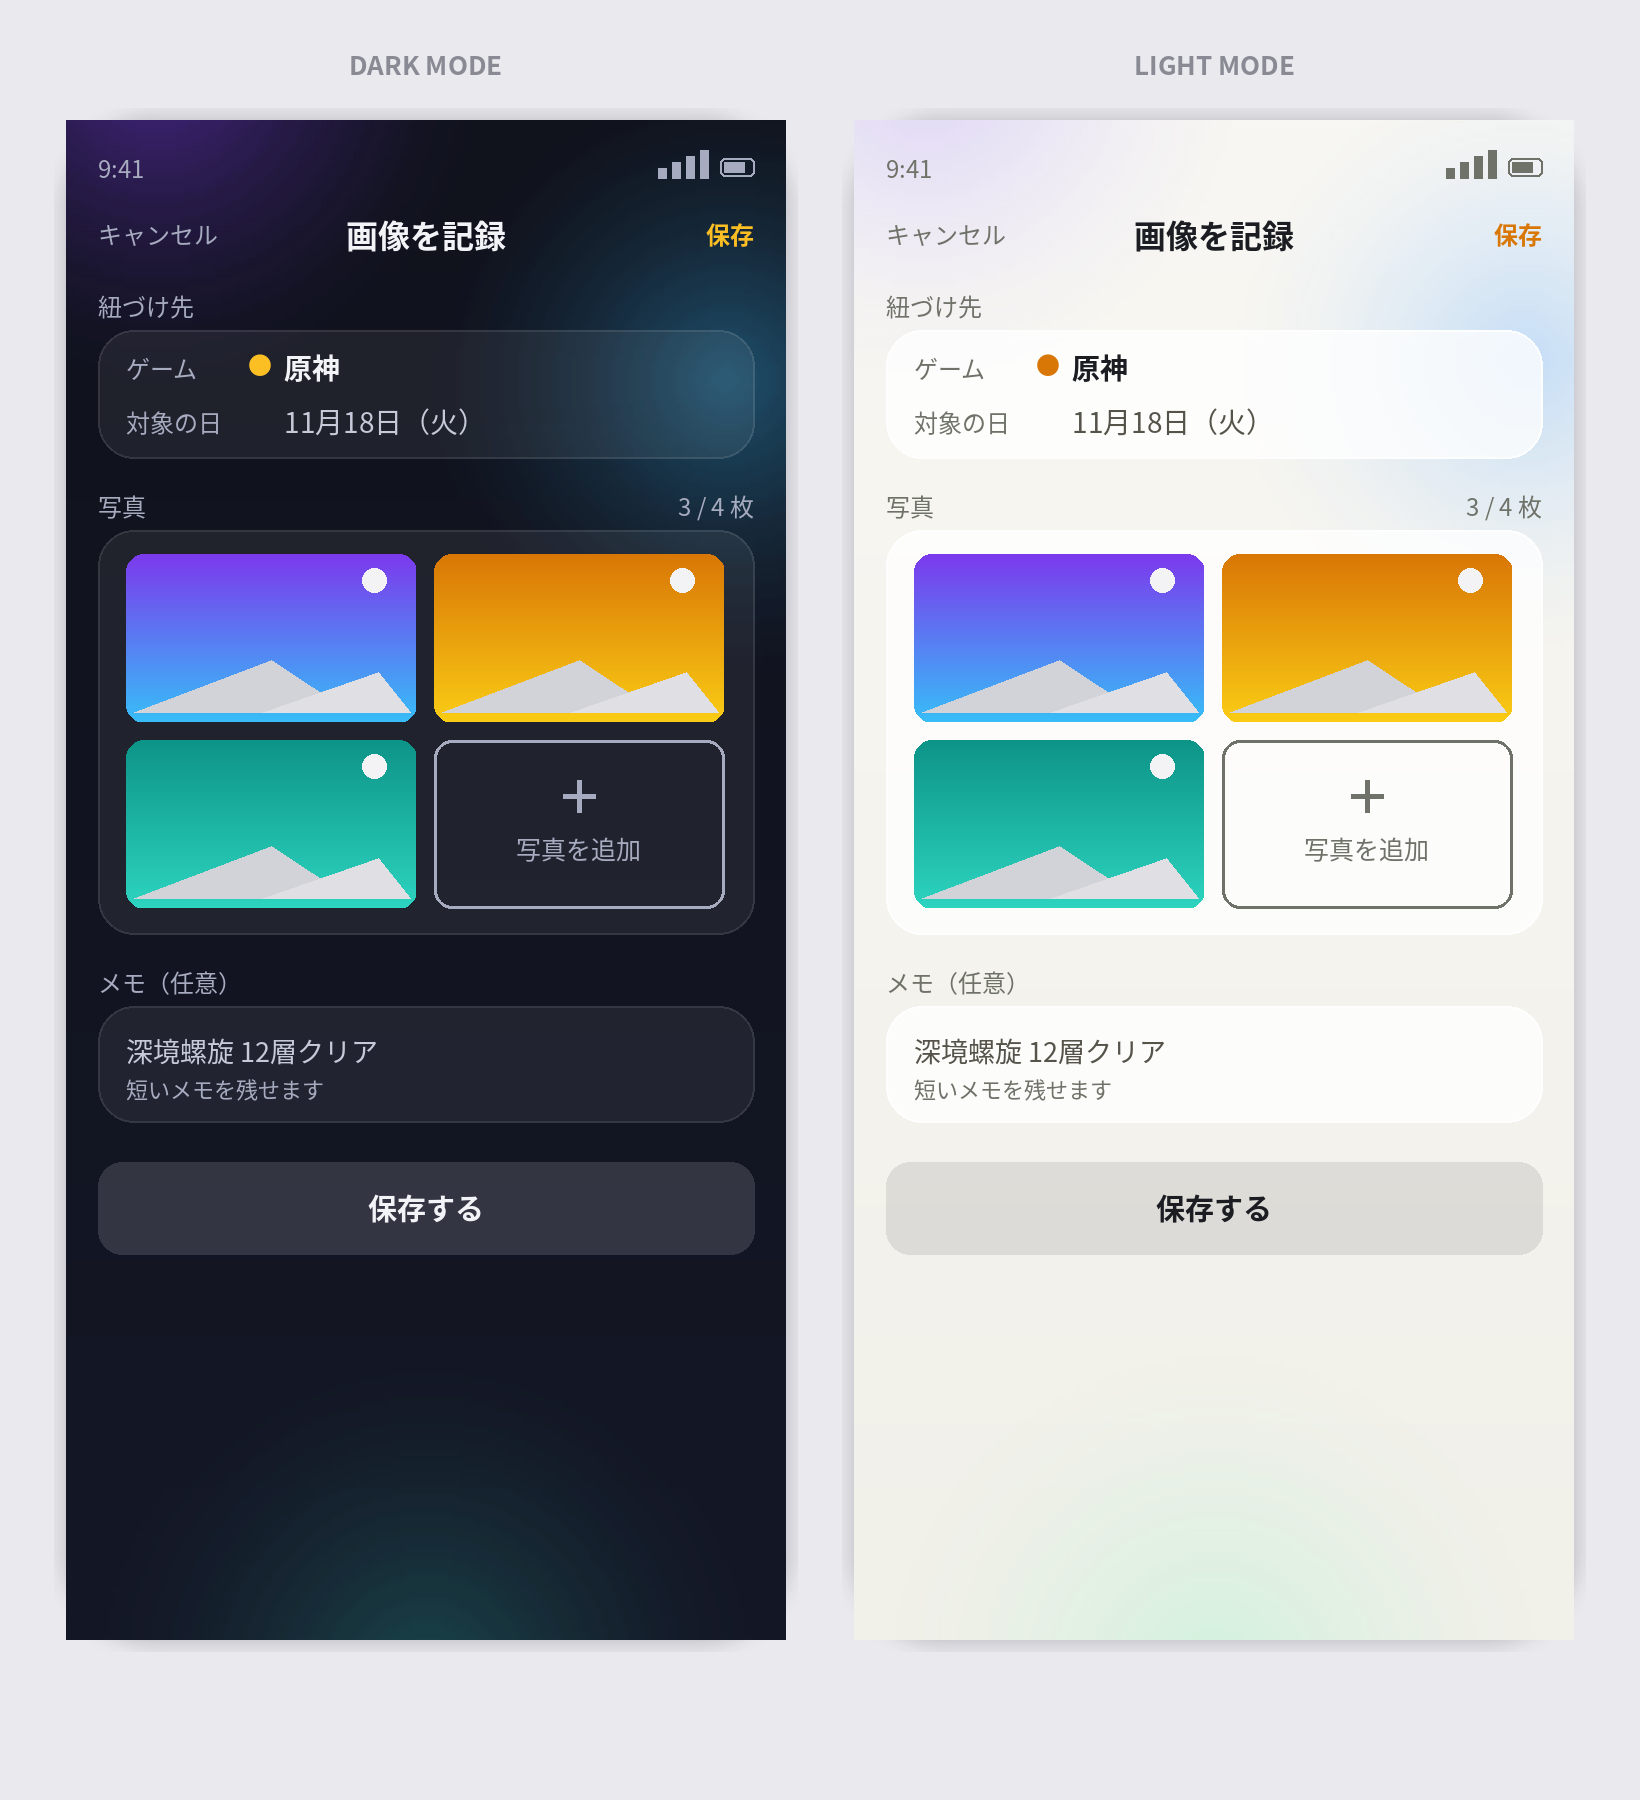 DARK MODE
9:41
キャンセル 画像を記録 保存
紐づけ先
ゲーム 原神
対象の日 11月18日（火）
写真 3 / 4 枚
写真を追加
メモ（任意）
深境螺旋 12層クリア
短いメモを残せます
保存する
LIGHT MODE
9:41
キャンセル 画像を記録 保存
紐づけ先
ゲーム 原神
対象の日 11月18日（火）
写真 3 / 4 枚
写真を追加
メモ（任意）
深境螺旋 12層クリア
短いメモを残せます
保存する